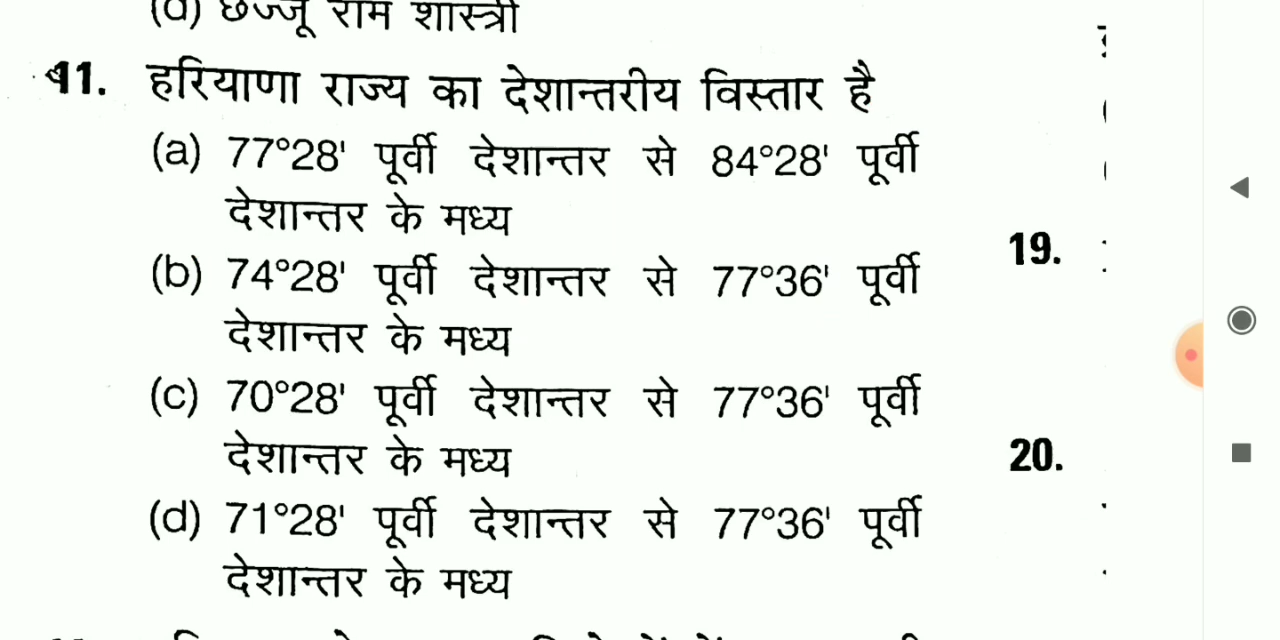 (d) छज्जू राम शास्त्री
11. हरियाणा राज्य का देशान्तरीय विस्तार है
(a) 77°28' पूर्वी देशान्तर से 84°28' पूर्वी
देशान्तर के मध्य
(b) 74°28' पूर्वी देशान्तर से 77°36' पूर्वी
देशान्तर के मध्य
(c) 70°28' पूर्वी देशान्तर से 77°36' पूर्वी
देशान्तर के मध्य
(d) 71°28' पूर्वी देशान्तर से 77°36' पूर्वी
देशान्तर के मध्य
19.
20.